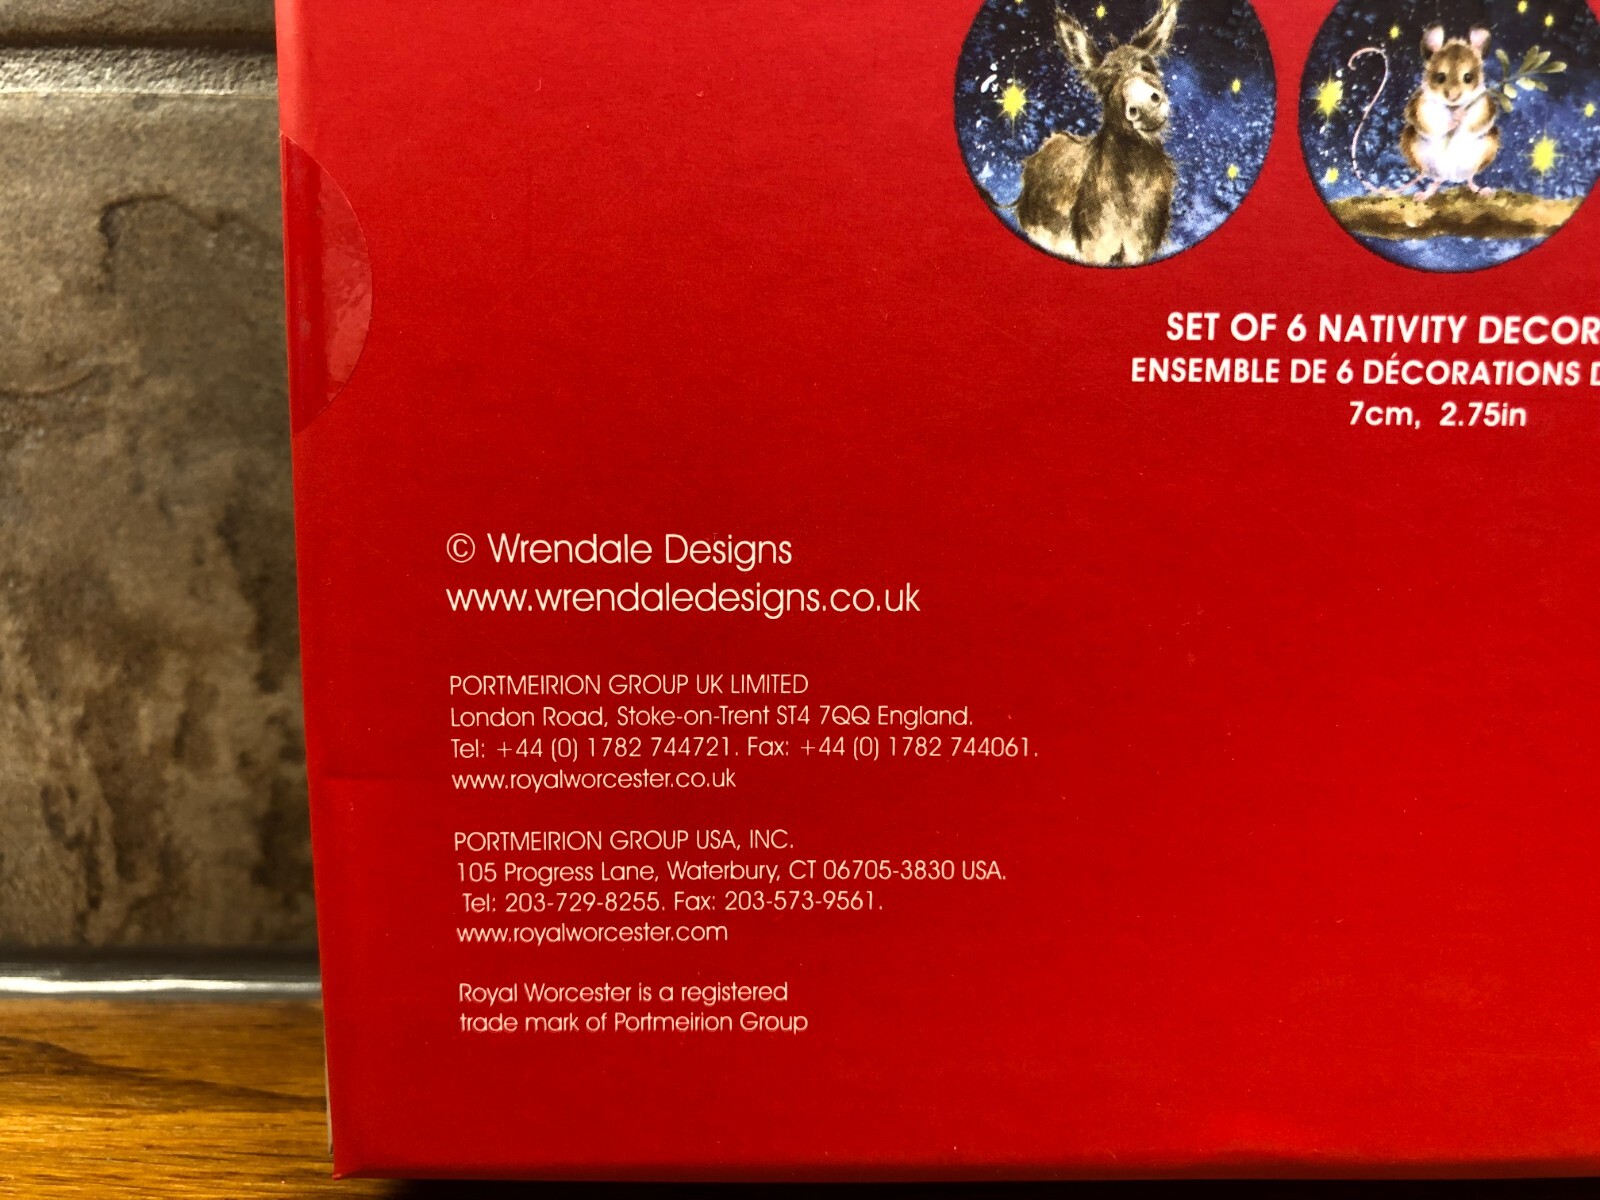 SET OF 6 NATIVITY DECOR
ENSEMBLE DE 6 DÉCORATIONS D
7cm, 2.75in
© Wrendale Designs
www.wrendaledesigns.co.uk
PORTMEIRION GROUP UK LIMITED
London Road, Stoke-on-Trent ST4 7QQ England.
Tel: +44 (0) 1782 744721. Fax: +44 (0) 1782 744061.
www.royalworcester.co.uk
PORTMEIRION GROUP USA, INC.
105 Progress Lane, Waterbury, CT 06705-3830 USA.
Tel: 203-729-8255. Fax: 203-573-9561.
www.royalworcester.com
Royal Worcester is a registered
trade mark of Portmeirion Group